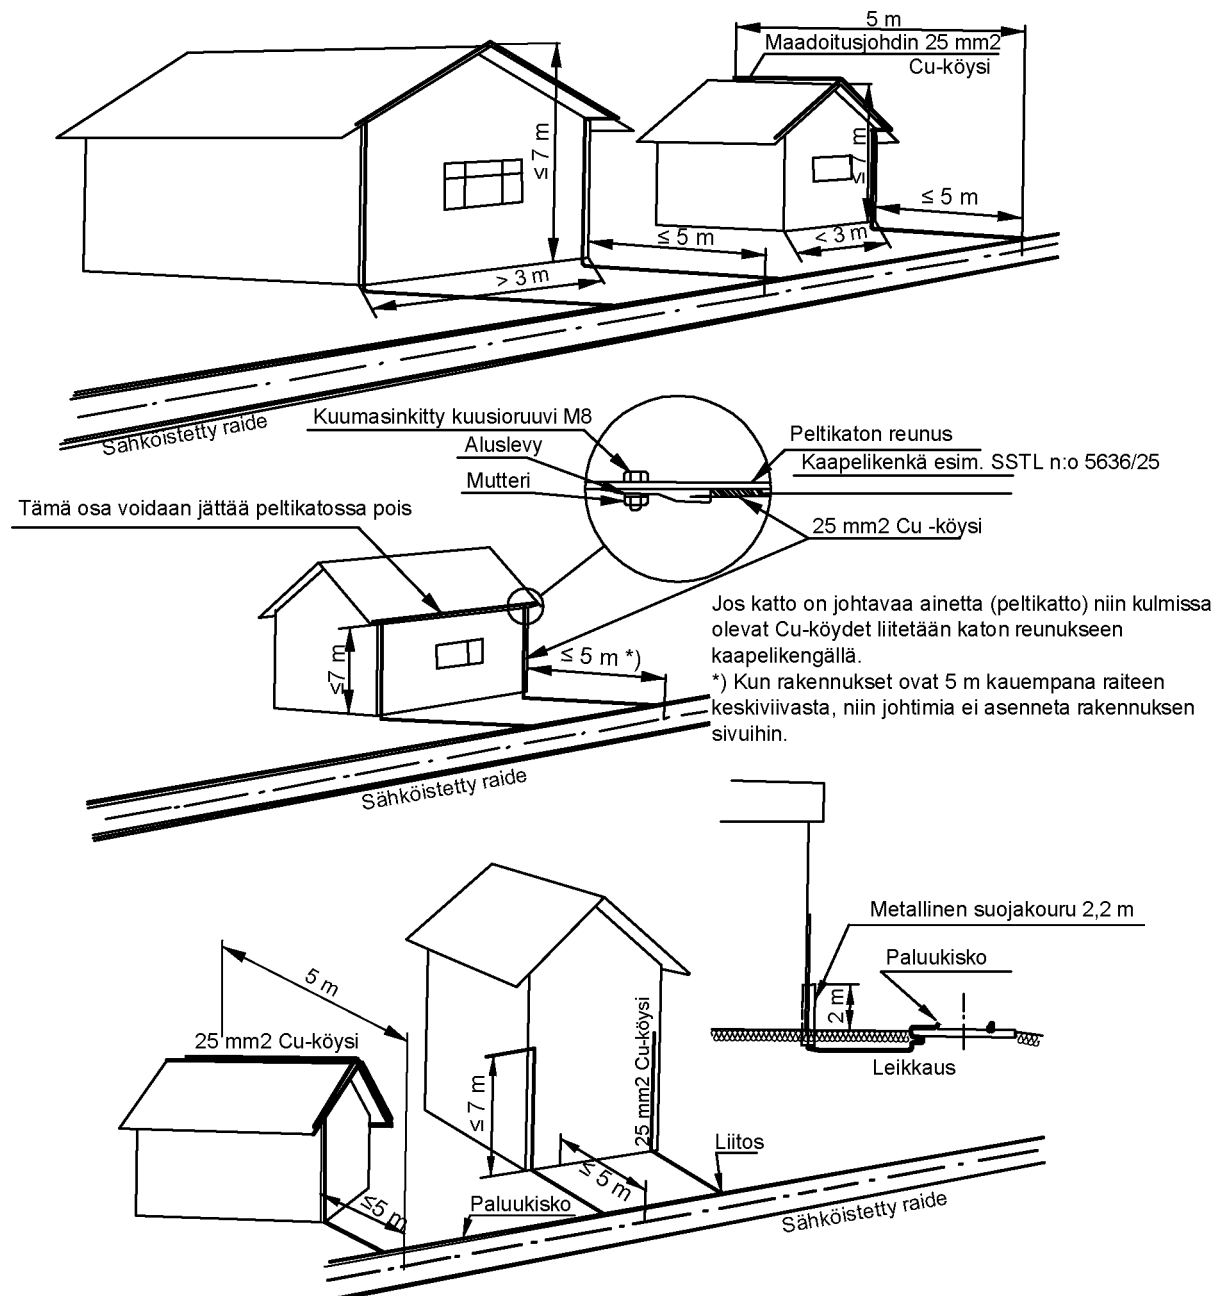 5 m
Maadoitusjohdin 25 mm2
Cu-köysi
≤ 7 m
≤ 7 m
≤ 5 m
≤ 5 m
< 3 m
> 3 m
Sähköistetty raide
Kuumasinkitty kuusioruuvi M8
Aluslevy
Mutteri
Peltikaton reunus
Kaapelikenkä esim. SSTL n:o 5636/25
25 mm2 Cu -köysi
Tämä osa voidaan jättää peltikatossa pois
≤7 m
≤ 5 m *)
Jos katto on johtavaa ainetta (peltikatto) niin kulmissa
olevat Cu-köydet liitetään katon reunukseen
kaapelikengällä.
*) Kun rakennukset ovat 5 m kauempana raiteen
keskiviivasta, niin johtimia ei asenneta rakennuksen
sivuihin.
Sähköistetty raide
Metallinen suojakouru 2,2 m
Paluukisko
2 m
Leikkaus
5 m
25 mm2 Cu-köysi
≤5 m
≤ 7 m
25 mm2 Cu-köysi
≤ 5 m
Liitos
Paluukisko
Sähköistetty raide